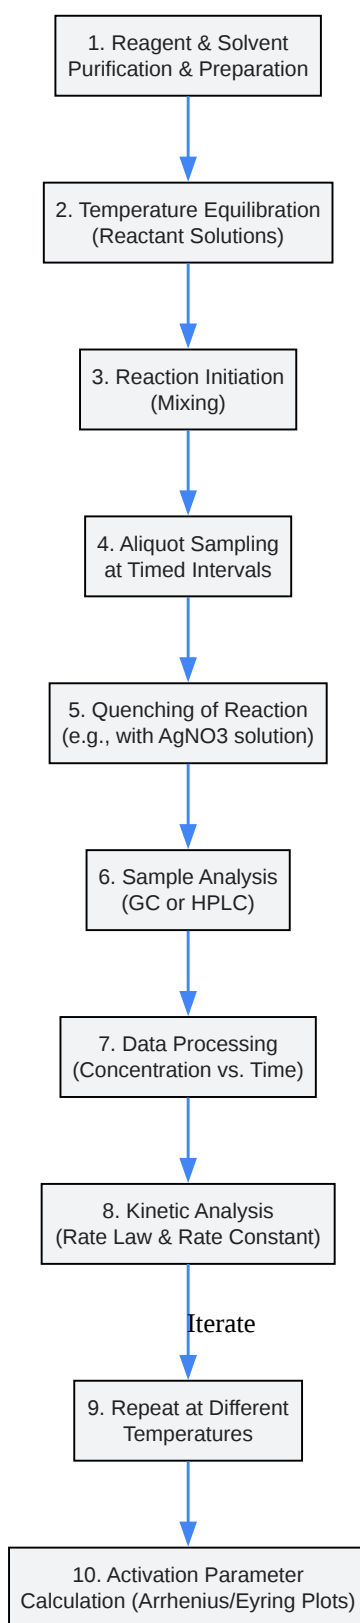 1. Reagent & Solvent
Purification & Preparation
2. Temperature Equilibration
(Reactant Solutions)
3. Reaction Initiation
(Mixing)
4. Aliquot Sampling
at Timed Intervals
5. Quenching of Reaction
(e.g., with AgNO3 solution)
6. Sample Analysis
(GC or HPLC)
7. Data Processing
(Concentration vs. Time)
8. Kinetic Analysis
(Rate Law & Rate Constant)
Iterate
9. Repeat at Different
Temperatures
10. Activation Parameter
Calculation (Arrhenius/Eyring Plots)